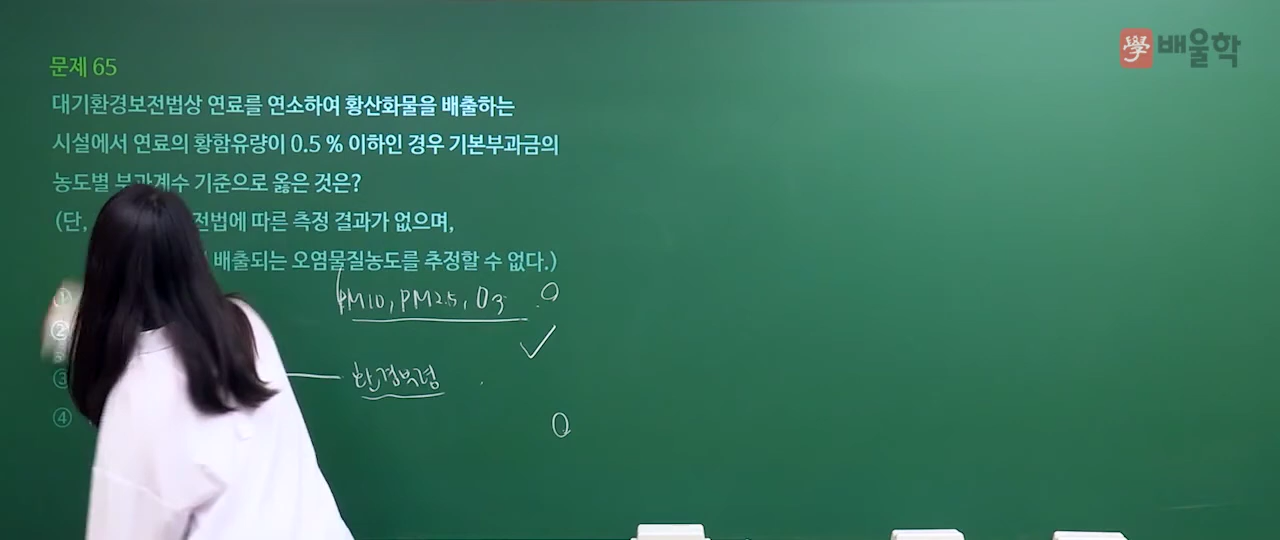 學 배울학
문제 65
대기환경보전법상 연료를 연소하여 황산화물을 배출하는
시설에서 연료의 황함유량이 0.5 % 이하인 경우 기본부과금의
농도별 부과계수 기준으로 옳은 것은?
(단, 전법에 따른 측정 결과가 없으며,
배출되는 오염물질농도를 추정할 수 없다.)
① PM10, PM2.5, O3
②
③ 환경부령
④